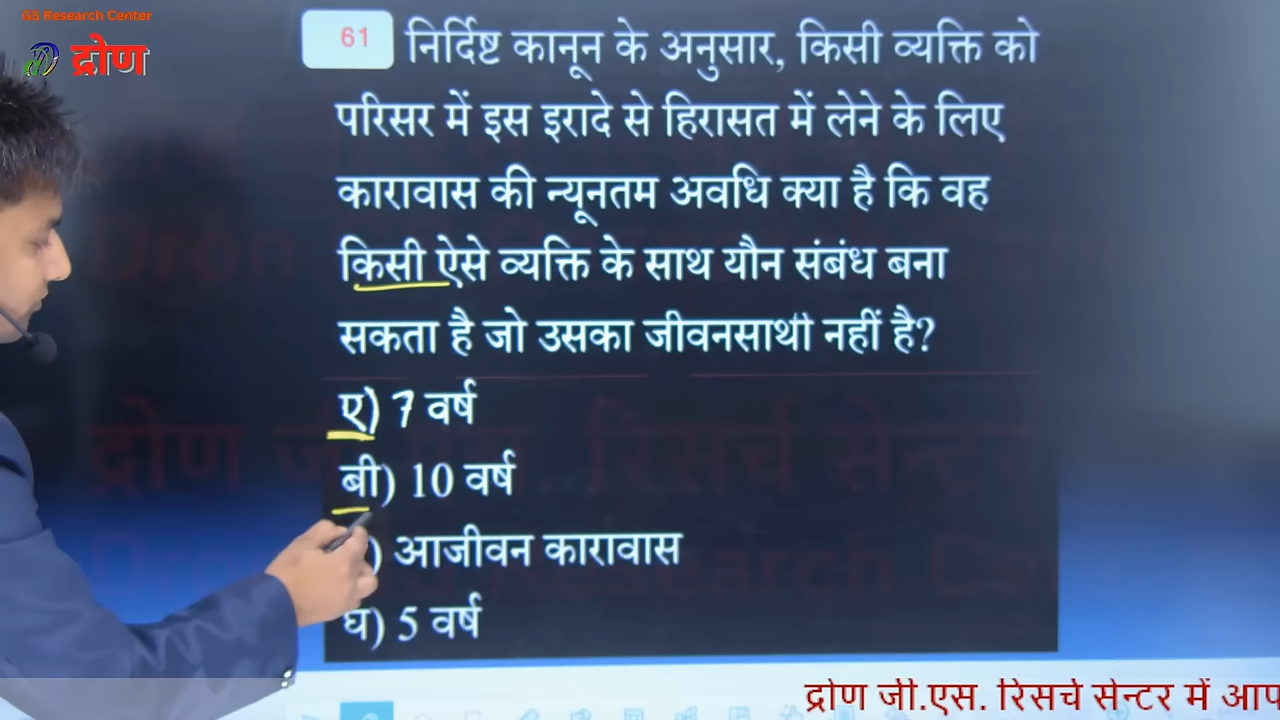 GS Research Center
द्रोण
61 निर्दिष्ट कानून के अनुसार, किसी व्यक्ति को
परिसर में इस इरादे से हिरासत में लेने के लिए
कारावास की न्यूनतम अवधि क्या है कि वह
किसी ऐसे व्यक्ति के साथ यौन संबंध बना
सकता है जो उसका जीवनसाथी नहीं है?
ए) 7 वर्ष
बी) 10 वर्ष
) आजीवन कारावास
घ) 5 वर्ष
द्रोण जी.एस. रिसर्च सेन्टर में आप